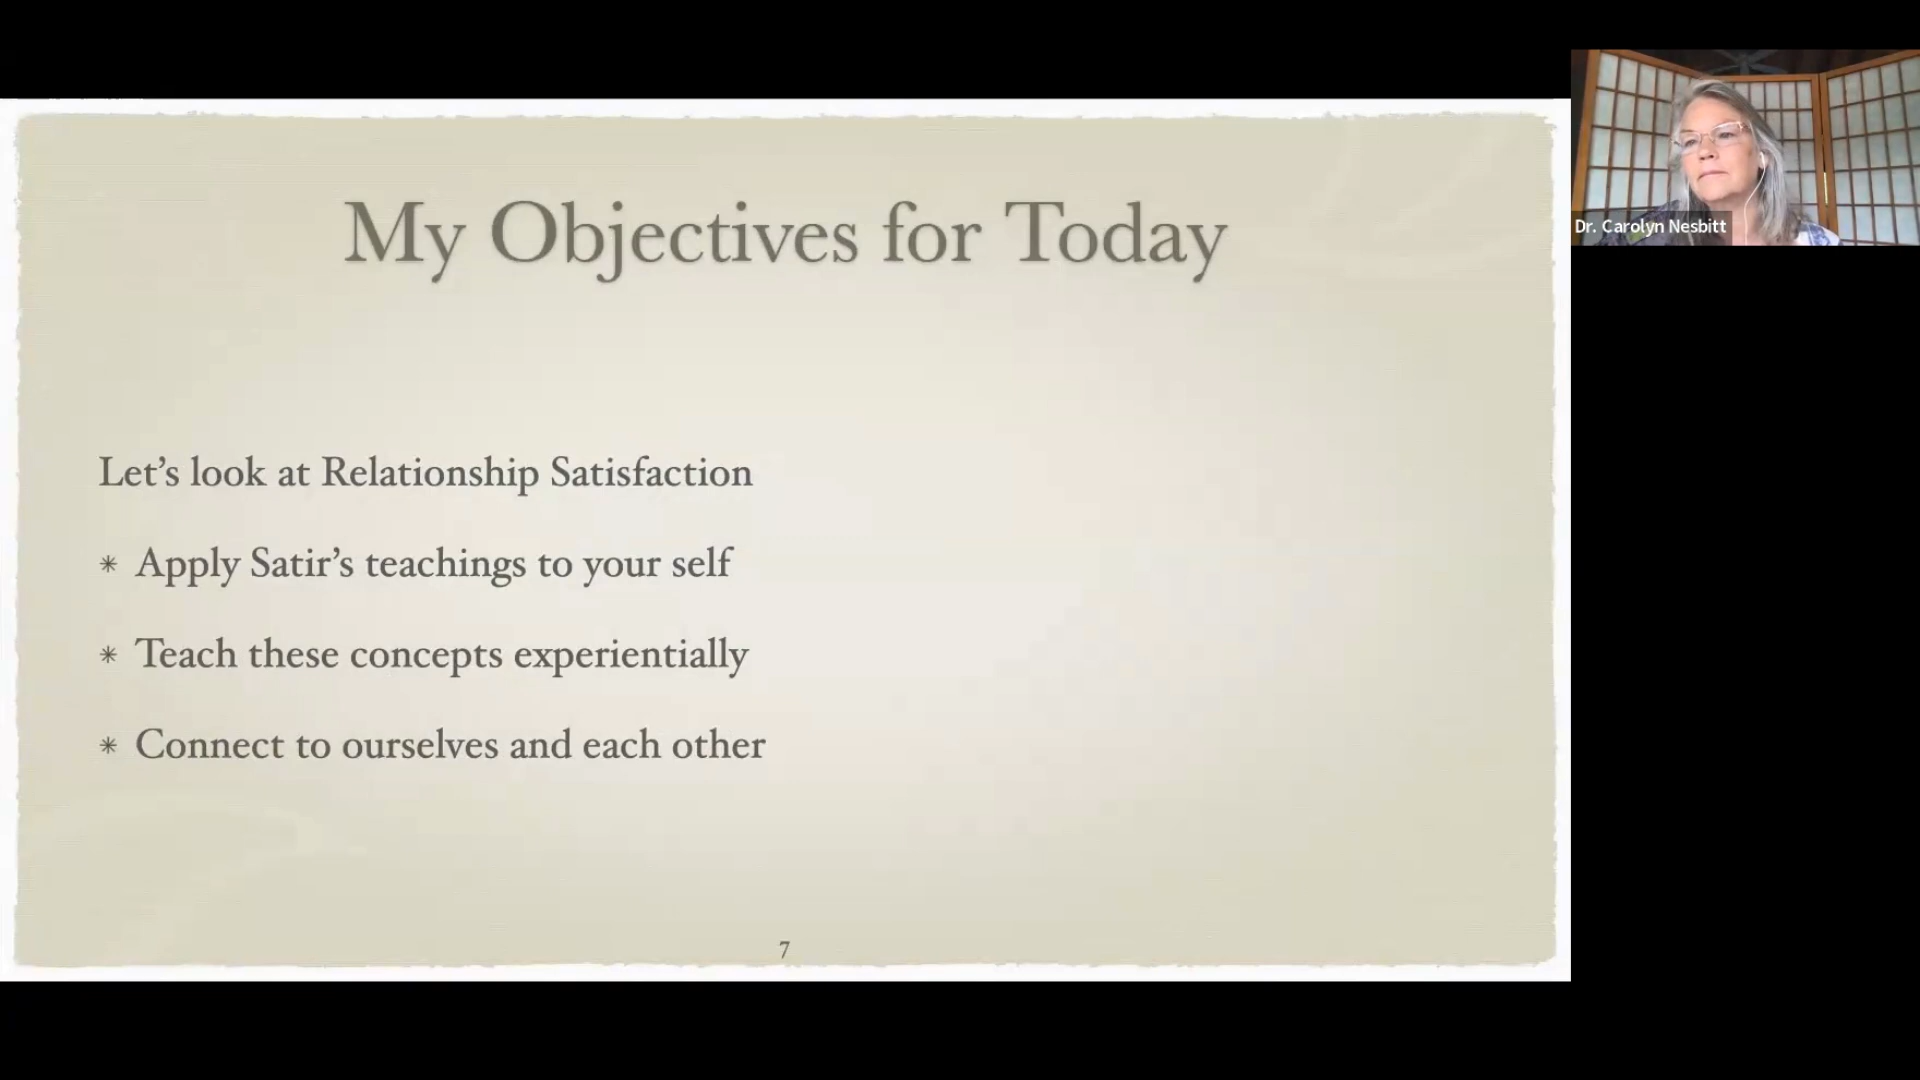 My Objectives for Today
Let’s look at Relationship Satisfaction
✳ Apply Satir’s teachings to your self
✳ Teach these concepts experientially
✳ Connect to ourselves and each other
7
Dr. Carolyn Nesbitt